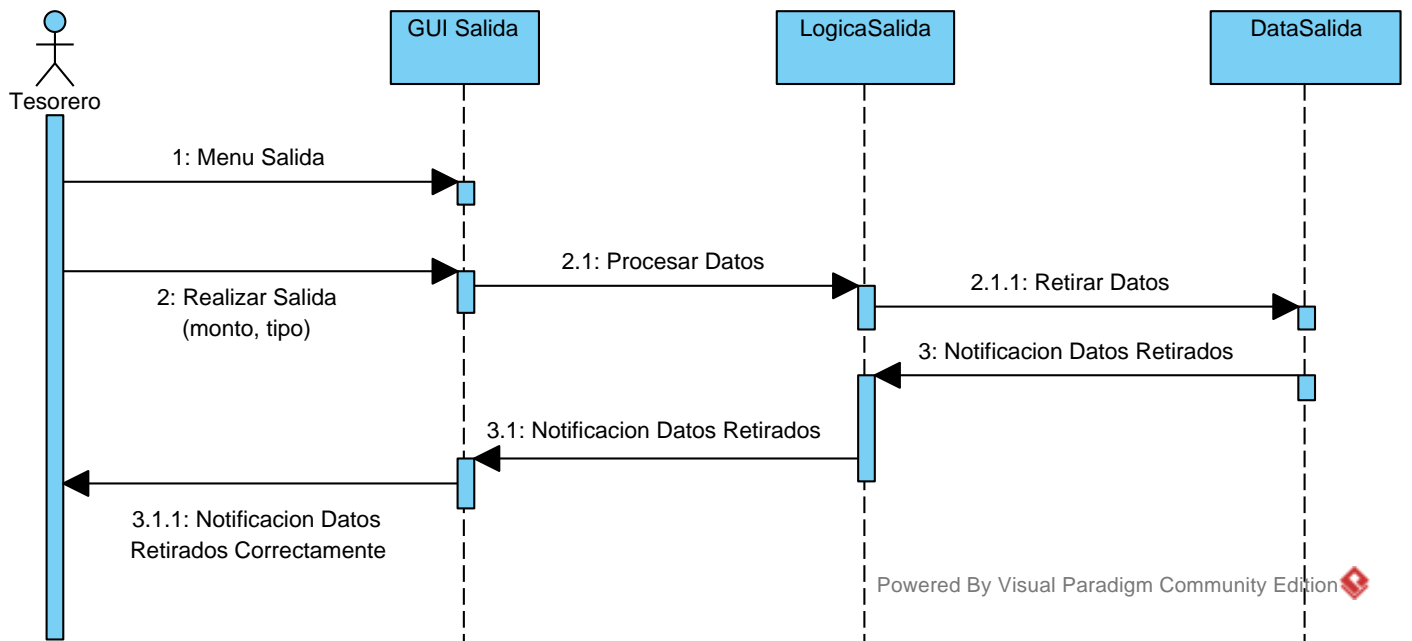 GUI Salida
LogicaSalida
DataSalida
Tesorero
1: Menu Salida
2.1: Procesar Datos
2.1.1: Retirar Datos
2: Realizar Salida
(monto, tipo)
3: Notificacion Datos Retirados
3.1: Notificacion Datos Retirados
3.1.1: Notificacion Datos
Retirados Correctamente
Powered By Visual Paradigm Community Edition